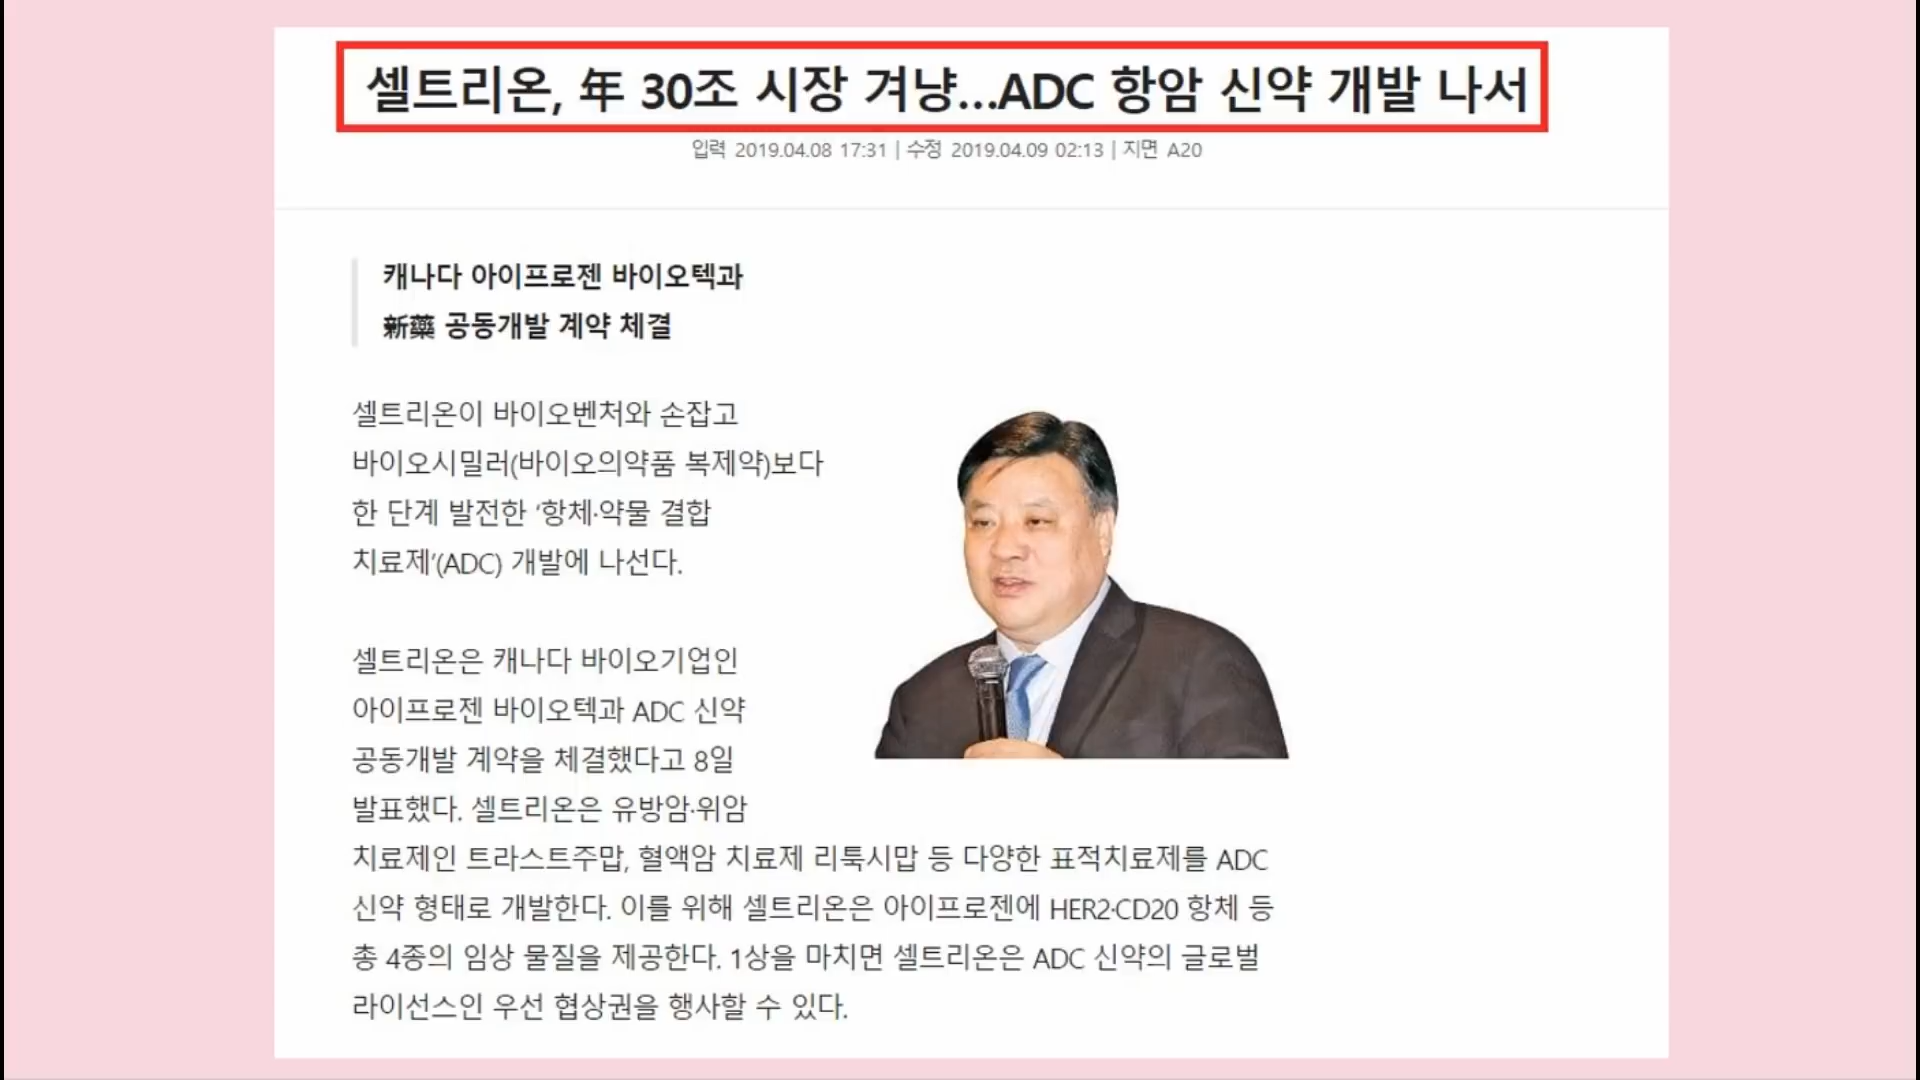 셀트리온, 年 30조 시장 겨냥...ADC 항암 신약 개발 나서
입력 2019.04.08 17:31 | 수정 2019.04.09 02:13 | 지면 A20
캐나다 아이프로젠 바이오텍과
新藥 공동개발 계약 체결
셀트리온이 바이오벤처와 손잡고
바이오시밀러(바이오의약품 복제약)보다
한 단계 발전한 ‘항체·약물 결합
치료제’(ADC) 개발에 나선다.
셀트리온은 캐나다 바이오기업인
아이프로젠 바이오텍과 ADC 신약
공동개발 계약을 체결했다고 8일
발표했다. 셀트리온은 유방암·위암
치료제인 트라스트주맙, 혈액암 치료제 리툭시맙 등 다양한 표적치료제를 ADC
신약 형태로 개발한다. 이를 위해 셀트리온은 아이프로젠에 HER2·CD20 항체 등
총 4종의 임상 물질을 제공한다. 1상을 마치면 셀트리온은 ADC 신약의 글로벌
라이선스인 우선 협상권을 행사할 수 있다.